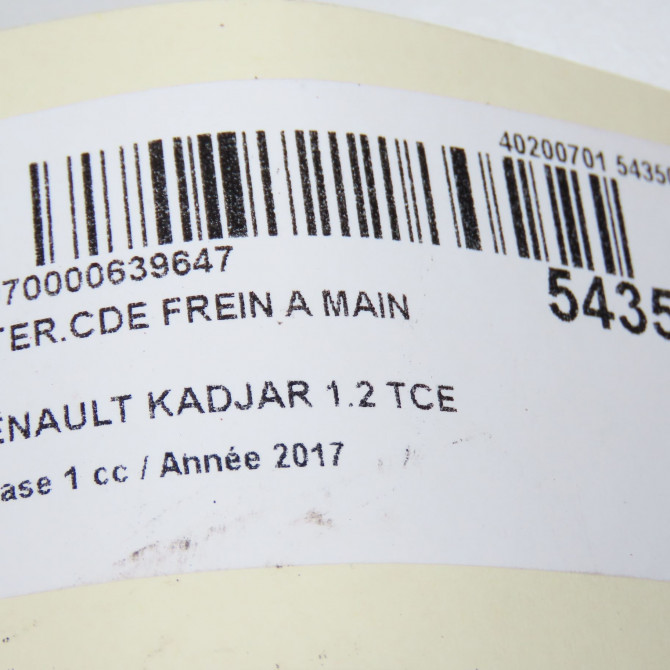 40200701 5435
70000639647
5435
TER.CDE FREIN A MAIN
ENAULT KADJAR 1.2 TCE
ase 1 cc / Année 2017